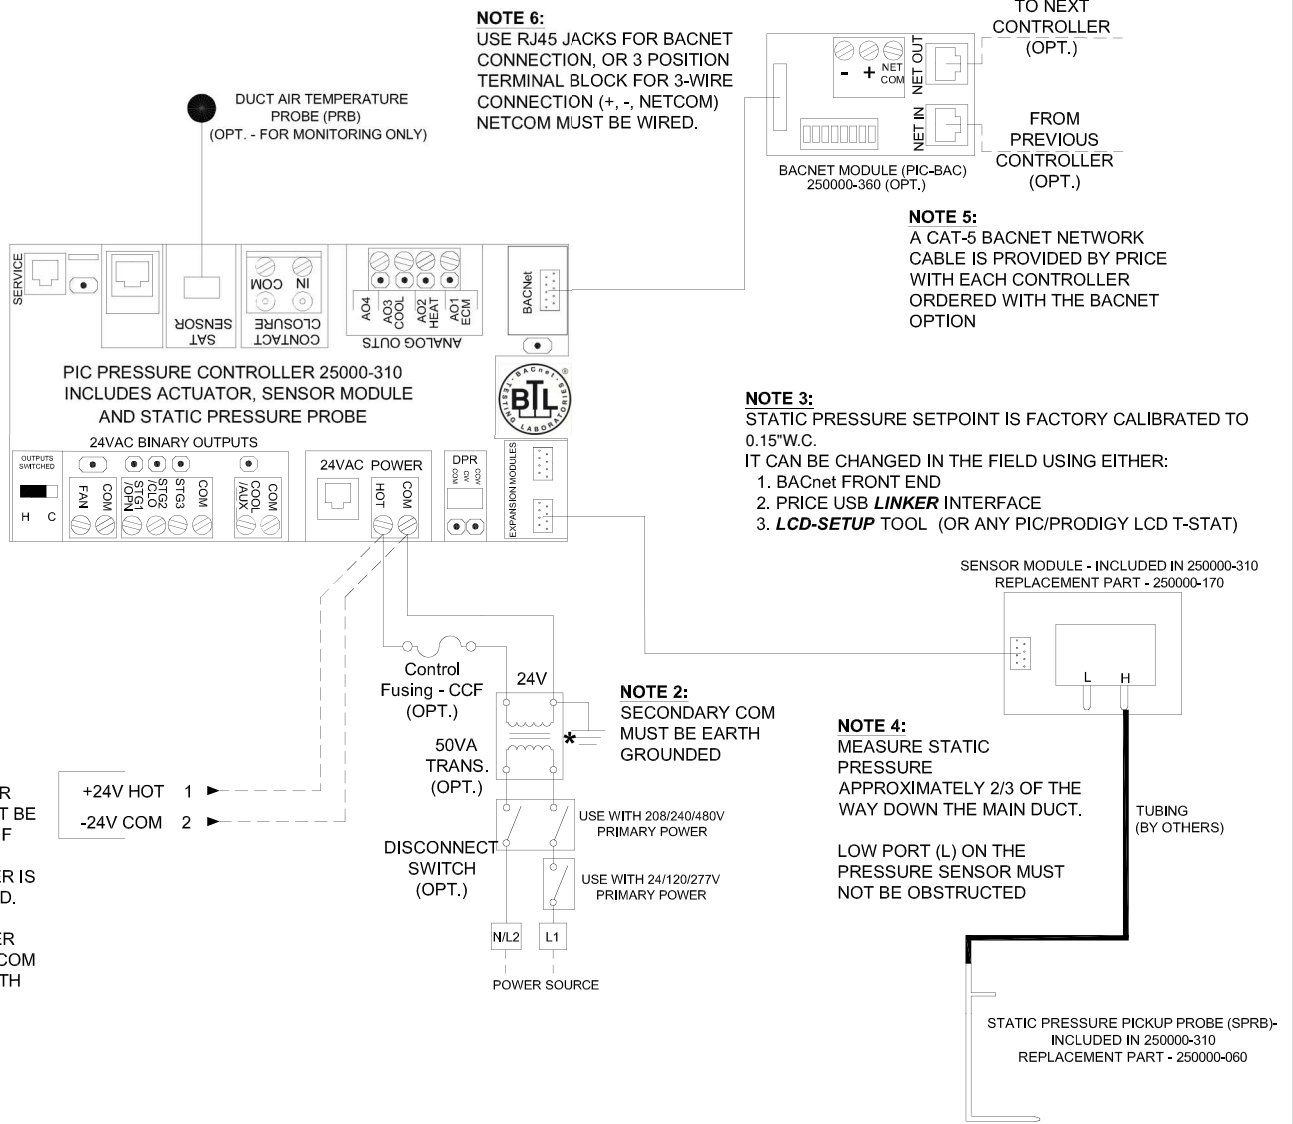 NOTE 6:
USE RJ45 JACKS FOR BACNET
CONNECTION, OR 3 POSITION
TERMINAL BLOCK FOR 3-WIRE
CONNECTION (+, -, NETCOM)
NETCOM MUST BE WIRED.
TO NEXT
CONTROLLER
(OPT.)
- + NET
COM
NET OUT
NET IN
FROM
PREVIOUS
CONTROLLER
(OPT.)
BACNET MODULE (PIC-BAC)
250000-360 (OPT.)
DUCT AIR TEMPERATURE
PROBE (PRB)
(OPT. - FOR MONITORING ONLY)
NOTE 5:
A CAT-5 BACNET NETWORK
CABLE IS PROVIDED BY PRICE
WITH EACH CONTROLLER
ORDERED WITH THE BACNET
OPTION
SERVICE
SAT
SENSOR
COM IN
CONTACT
CLOSURE
AO4
AO3
COOL
AO2
HEAT
AO1
ECM
ANALOG OUTS
BACNet
PIC PRESSURE CONTROLLER 25000-310
INCLUDES ACTUATOR, SENSOR MODULE
AND STATIC PRESSURE PROBE
BACnet
BTL
TESTING LABORATORIES
®
24VAC BINARY OUTPUTS
OUTPUTS
SWITCHED
H C
FAN
COM
STG1
/OPN
STG2
/CLO
STG3
COM
COOL
/AUX
COM
24VAC POWER
HOT
COM
DPR
COM
CW
CCW
EXPANSION MODULES
NOTE 3:
STATIC PRESSURE SETPOINT IS FACTORY CALIBRATED TO
0.15"W.C.
IT CAN BE CHANGED IN THE FIELD USING EITHER:
1. BACnet FRONT END
2. PRICE USB LINKER INTERFACE
3. LCD-SETUP TOOL (OR ANY PIC/PRODIGY LCD T-STAT)
SENSOR MODULE - INCLUDED IN 250000-310
REPLACEMENT PART - 250000-170
L H
Control
Fusing - CCF
(OPT.)
24V
50VA
TRANS.
(OPT.)
*
NOTE 2:
SECONDARY COM
MUST BE EARTH
GROUNDED
NOTE 4:
MEASURE STATIC
PRESSURE
APPROXIMATELY 2/3 OF THE
WAY DOWN THE MAIN DUCT.
LOW PORT (L) ON THE
PRESSURE SENSOR MUST
NOT BE OBSTRUCTED
TUBING
(BY OTHERS)
R
T BE
F
ER IS
D.
ER
COM
TH
+24V HOT 1
-24V COM 2
DISCONNECT
SWITCH
(OPT.)
USE WITH 208/240/480V
PRIMARY POWER
USE WITH 24/120/277V
PRIMARY POWER
N/L2 L1
POWER SOURCE
STATIC PRESSURE PICKUP PROBE (SPRB)-
INCLUDED IN 250000-310
REPLACEMENT PART - 250000-060